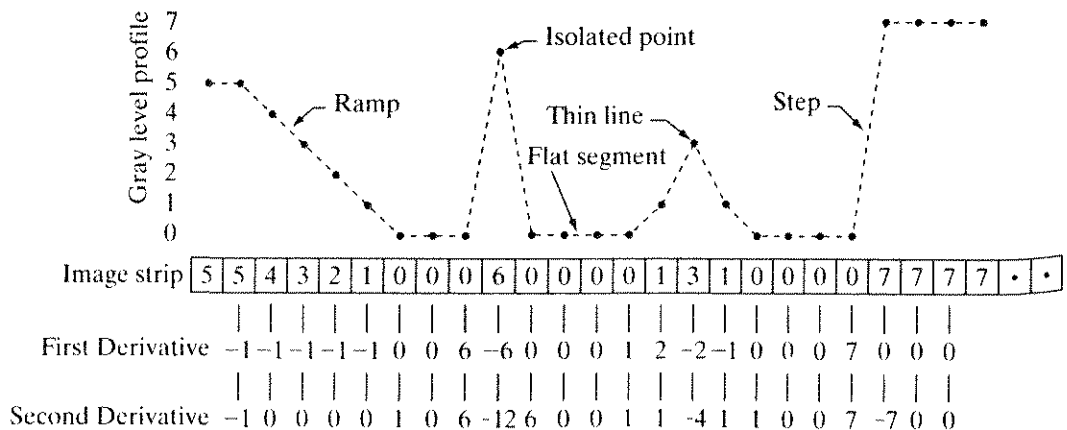 7
Isolated point
6
5
Ramp
Step
4
Thin line
3
Flat segment
2
1
0
Gray level profile
Image strip 5 5 4 3 2 1 0 0 0 6 0 0 0 0 1 3 1 0 0 0 0 7 7 7 7 • •
First Derivative −1 −1 −1 −1 −1 0 0 6 −6 0 0 0 1 2 −2 −1 0 0 0 7 0 0 0
Second Derivative −1 0 0 0 0 1 0 6 −12 6 0 0 1 1 −4 1 1 0 0 7 −7 0 0